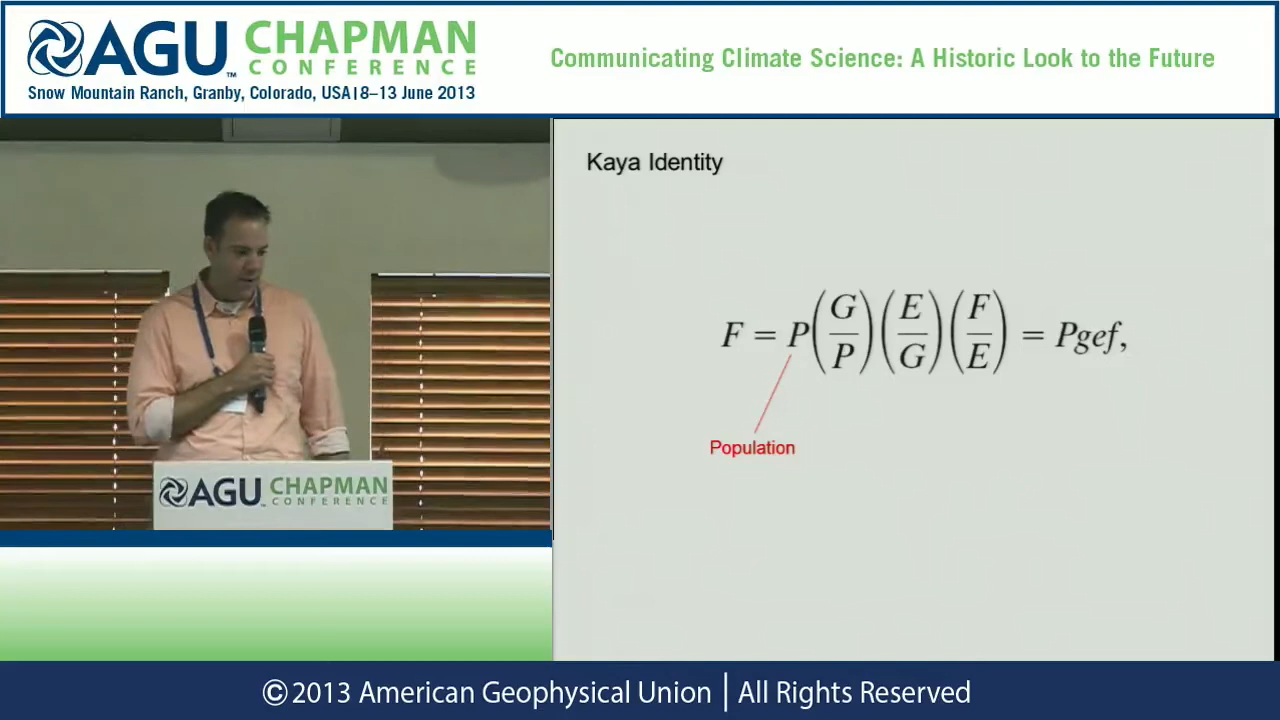 AGU CHAPMAN
CONFERENCE
™
Snow Mountain Ranch, Granby, Colorado, USA | 8–13 June 2013
Communicating Climate Science: A Historic Look to the Future
Kaya Identity
F = P(G/P)(E/G)(F/E) = Pgef,
Population
AGU CHAPMAN
CONFERENCE
©2013 American Geophysical Union | All Rights Reserved